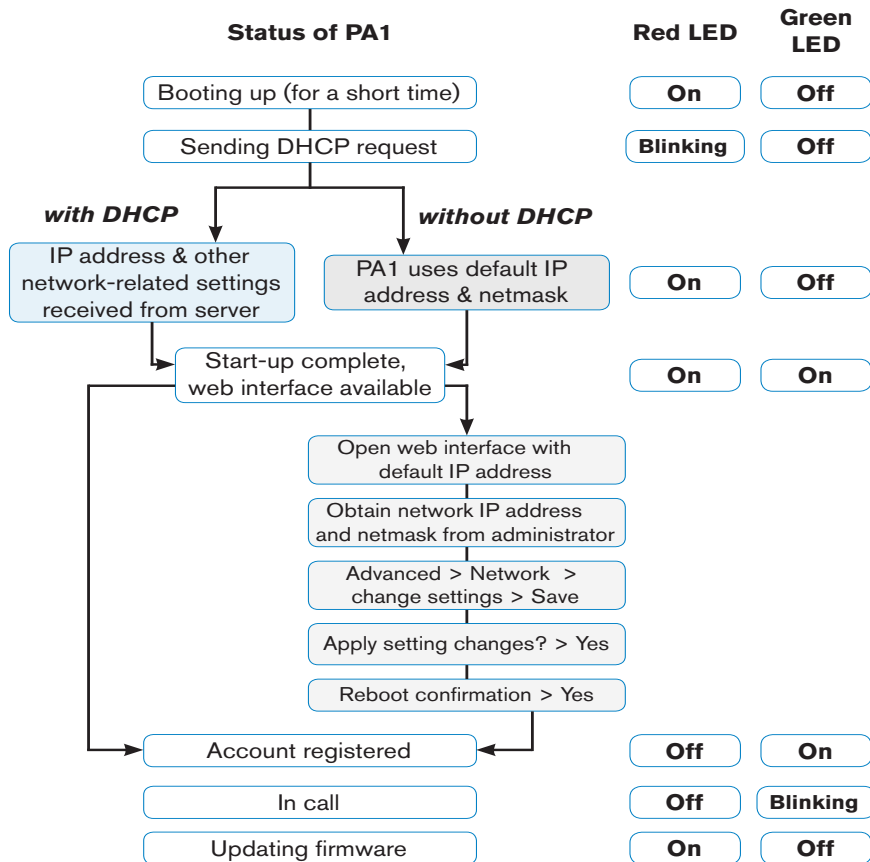 Status of PA1
Red LED
Green
LED
Booting up (for a short time)
On
Off
Sending DHCP request
Blinking
Off
with DHCP
without DHCP
IP address & other
network-related settings
received from server
PA1 uses default IP
address & netmask
On
Off
Start-up complete,
web interface available
On
On
Open web interface with
default IP address
Obtain network IP address
and netmask from administrator
Advanced > Network >
change settings > Save
Apply setting changes? > Yes
Reboot confirmation > Yes
Account registered
Off
On
In call
Off
Blinking
Updating firmware
On
Off